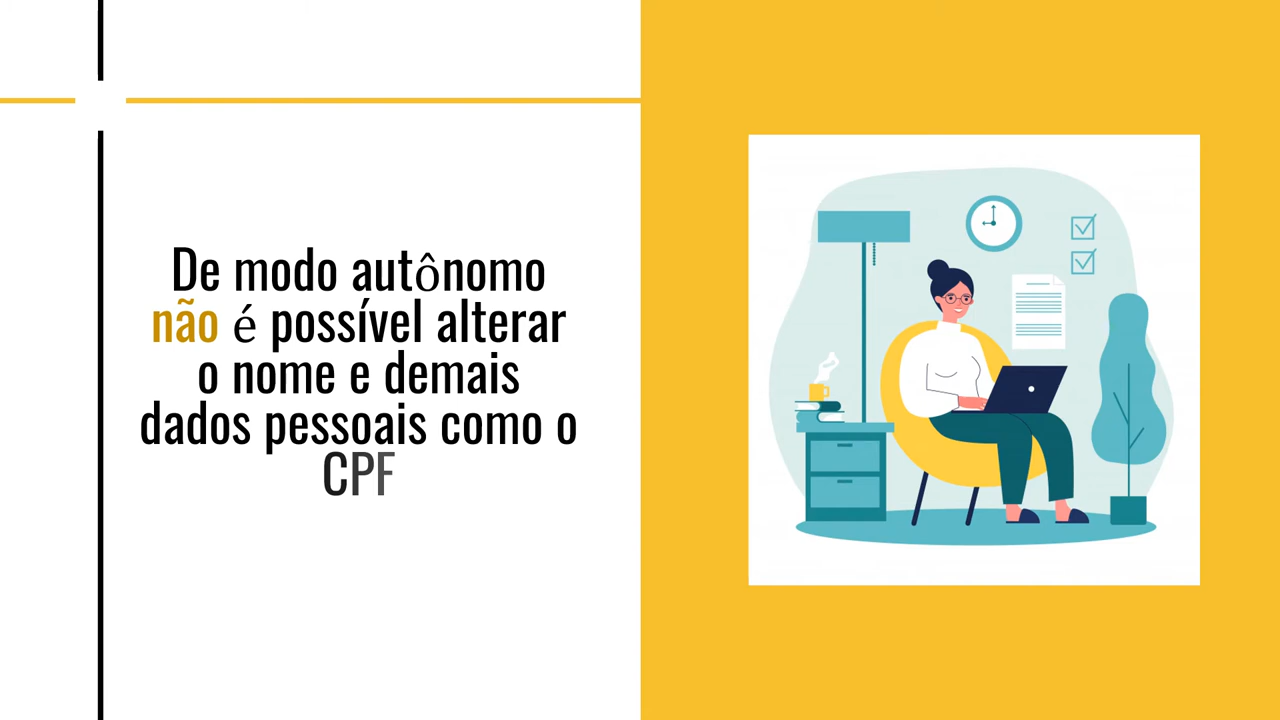 De modo autônomo
não é possível alterar
o nome e demais
dados pessoais como o
CPF